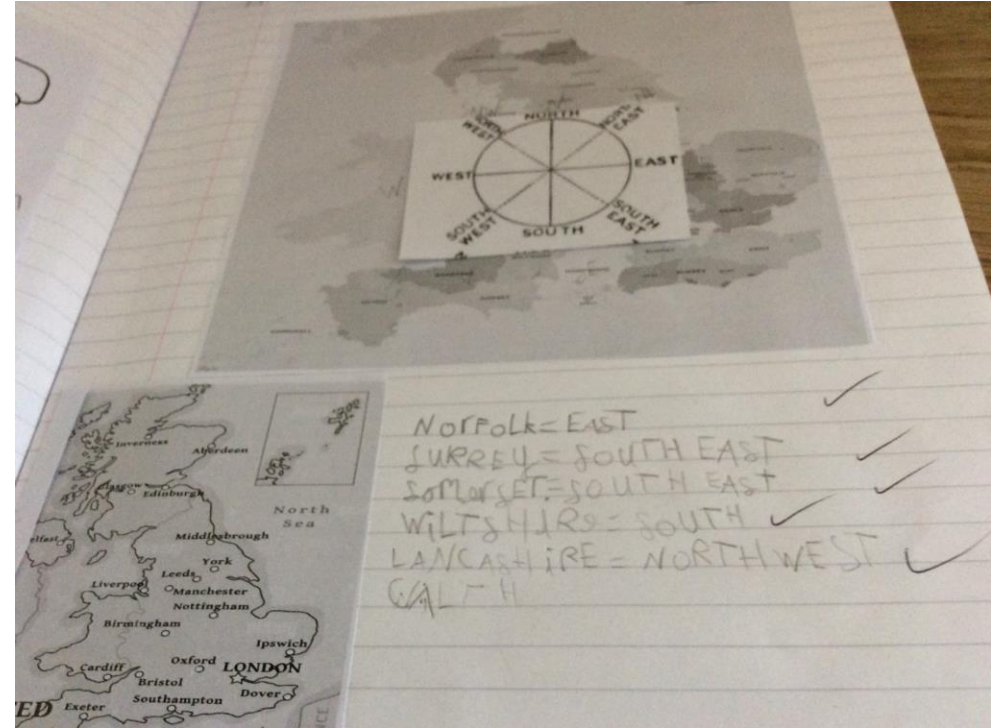 NORTH
NORTH WEST
NORTH EAST
WEST
EAST
SOUTH WEST
SOUTH EAST
SOUTH
Norfolk = EAST
SURREY = SOUTH EAST
SomerSET = SOUTH EAST
WiLTSHIRe = SOUTH
LANCASHiRE = NORTH WEST
Inverness
Aberdeen
Glasgow
Edinburgh
North
Sea
Middlesbrough
York
Leeds
Liverpool
Manchester
Nottingham
Birmingham
Ipswich
Cardiff
Oxford
LONDON
Bristol
Southampton
Dover
Exeter